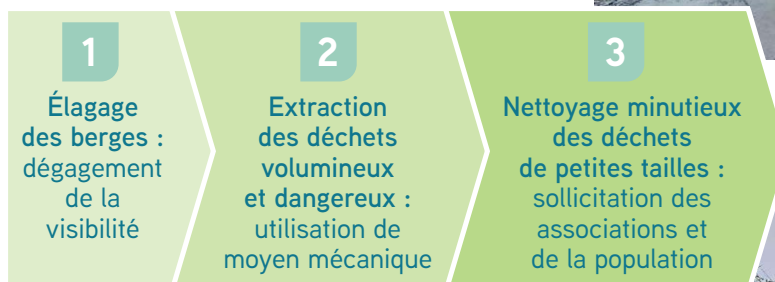 1
Élagage
des berges :
dégagement
de la
visibilité
2
Extraction
des déchets
volumineux
et dangereux :
utilisation de
moyen mécanique
3
Nettoyage minutieux
des déchets
de petites tailles :
sollicitation des
associations et
de la population